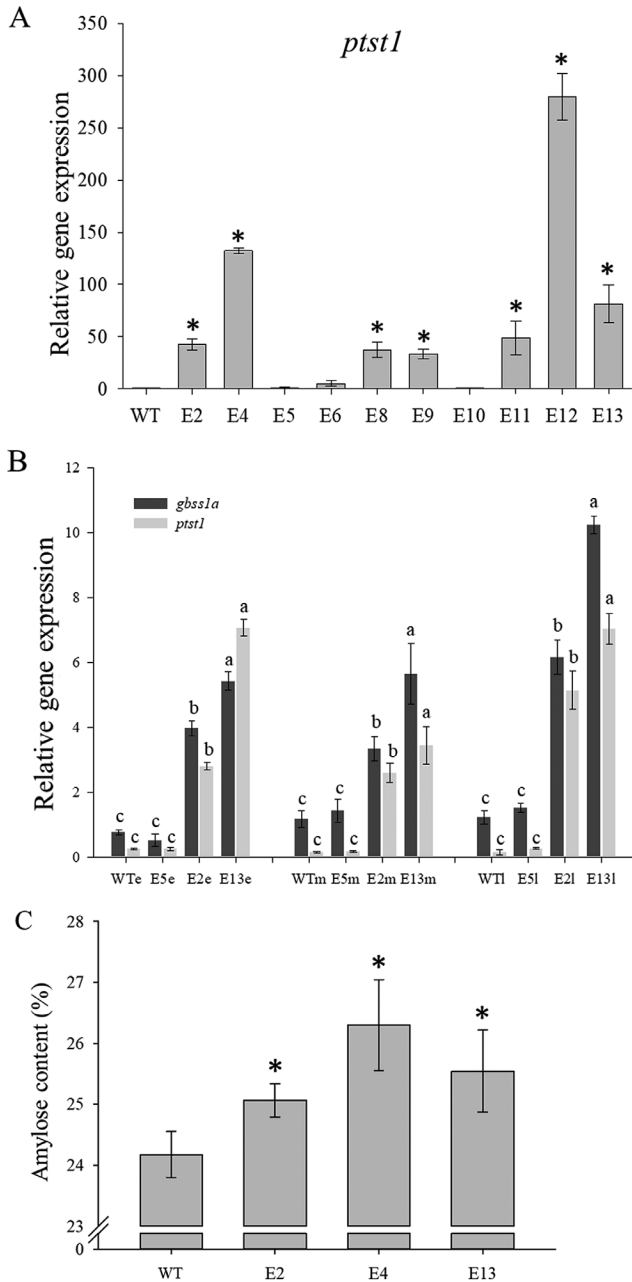 A
ptst1
Relative gene expression
350
300
250
200
150
100
50
0
* * * * * * *
WT E2 E4 E5 E6 E8 E9 E10 E11 E12 E13
B
Relative gene expression
12
10
8
6
4
2
0
gbss1a
ptst1
c c c c b b a a
c c c c b b a a
c c c c b b a a
WTe E5e E2e E13e WTm E5m E2m E13m WTl E5l E2l E13l
C
Amylose content (%)
28
27
26
25
24
23
0
* * *
WT E2 E4 E13